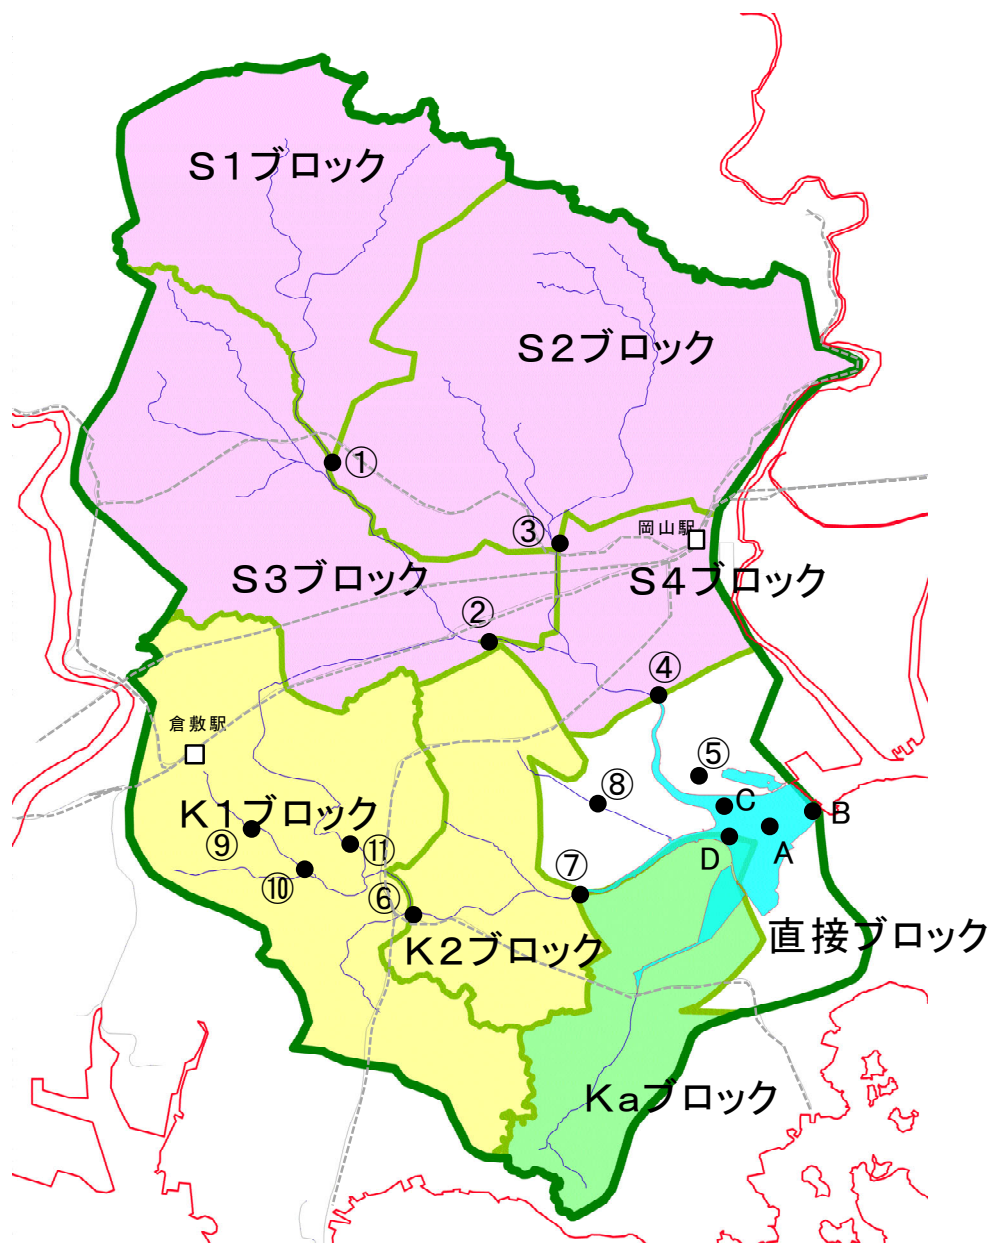 S1ブロック
S2ブロック
①
③
岡山駅
S3ブロック
S4ブロック
②
④
倉敷駅
⑤
⑧
C
B
K1ブロック
A
⑨
⑪
D
⑩
⑦
⑥
直接ブロック
K2ブロック
Kaブロック